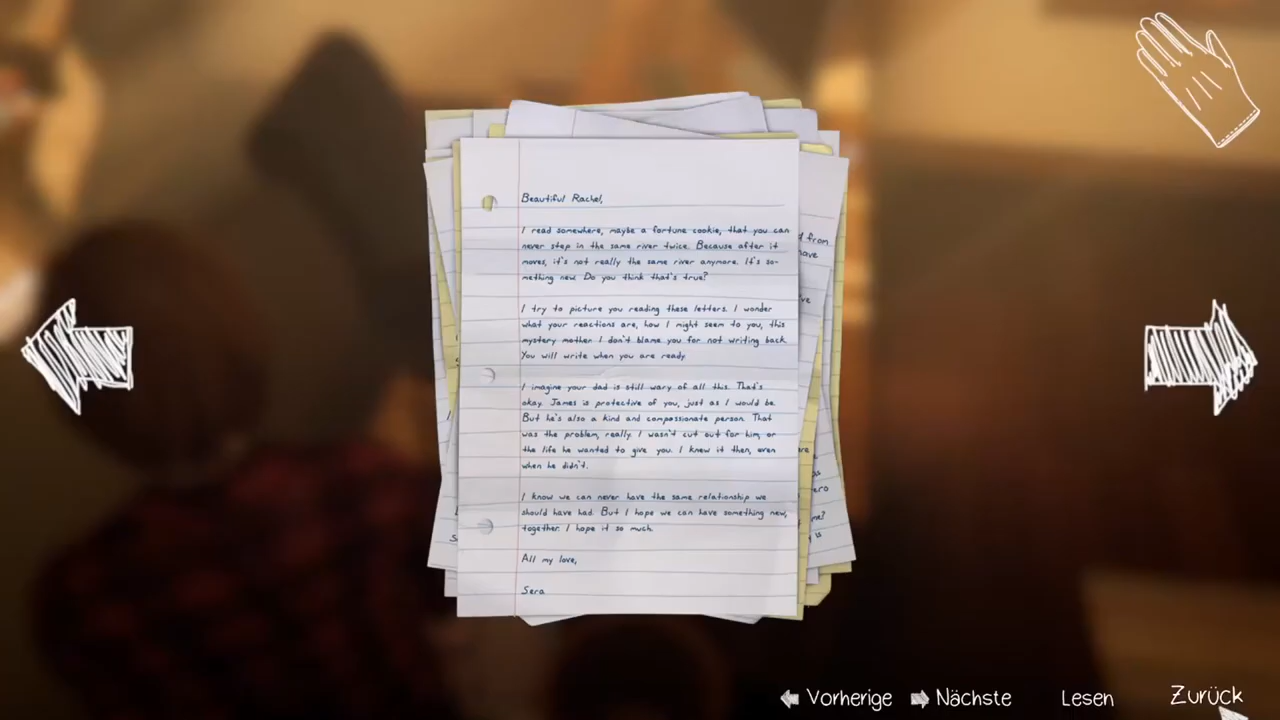 Beautiful Rachel,
I read somewhere, maybe a fortune cookie, that you can
never step in the same river twice. Because after it
moves, it's not really the same river anymore. It's so-
mething new. Do you think that's true?
I try to picture you reading these letters. I wonder
what your reactions are, how I might seem to you, this
mystery mother. I don't blame you for not writing back.
You will write when you are ready.
I imagine your dad is still wary of all this. That's
okay. James is protective of you, just as I would be.
But he's also a kind and compassionate person. That
was the problem, really. I wasn't cut out for him, or
the life he wanted to give you. I knew it then, even
when he didn't.
I know we can never have the same relationship we
should have had. But I hope we can have something new,
together. I hope it so much.
All my love,
Sera
from
have
Vorherige
Nächste
Lesen
Zurück